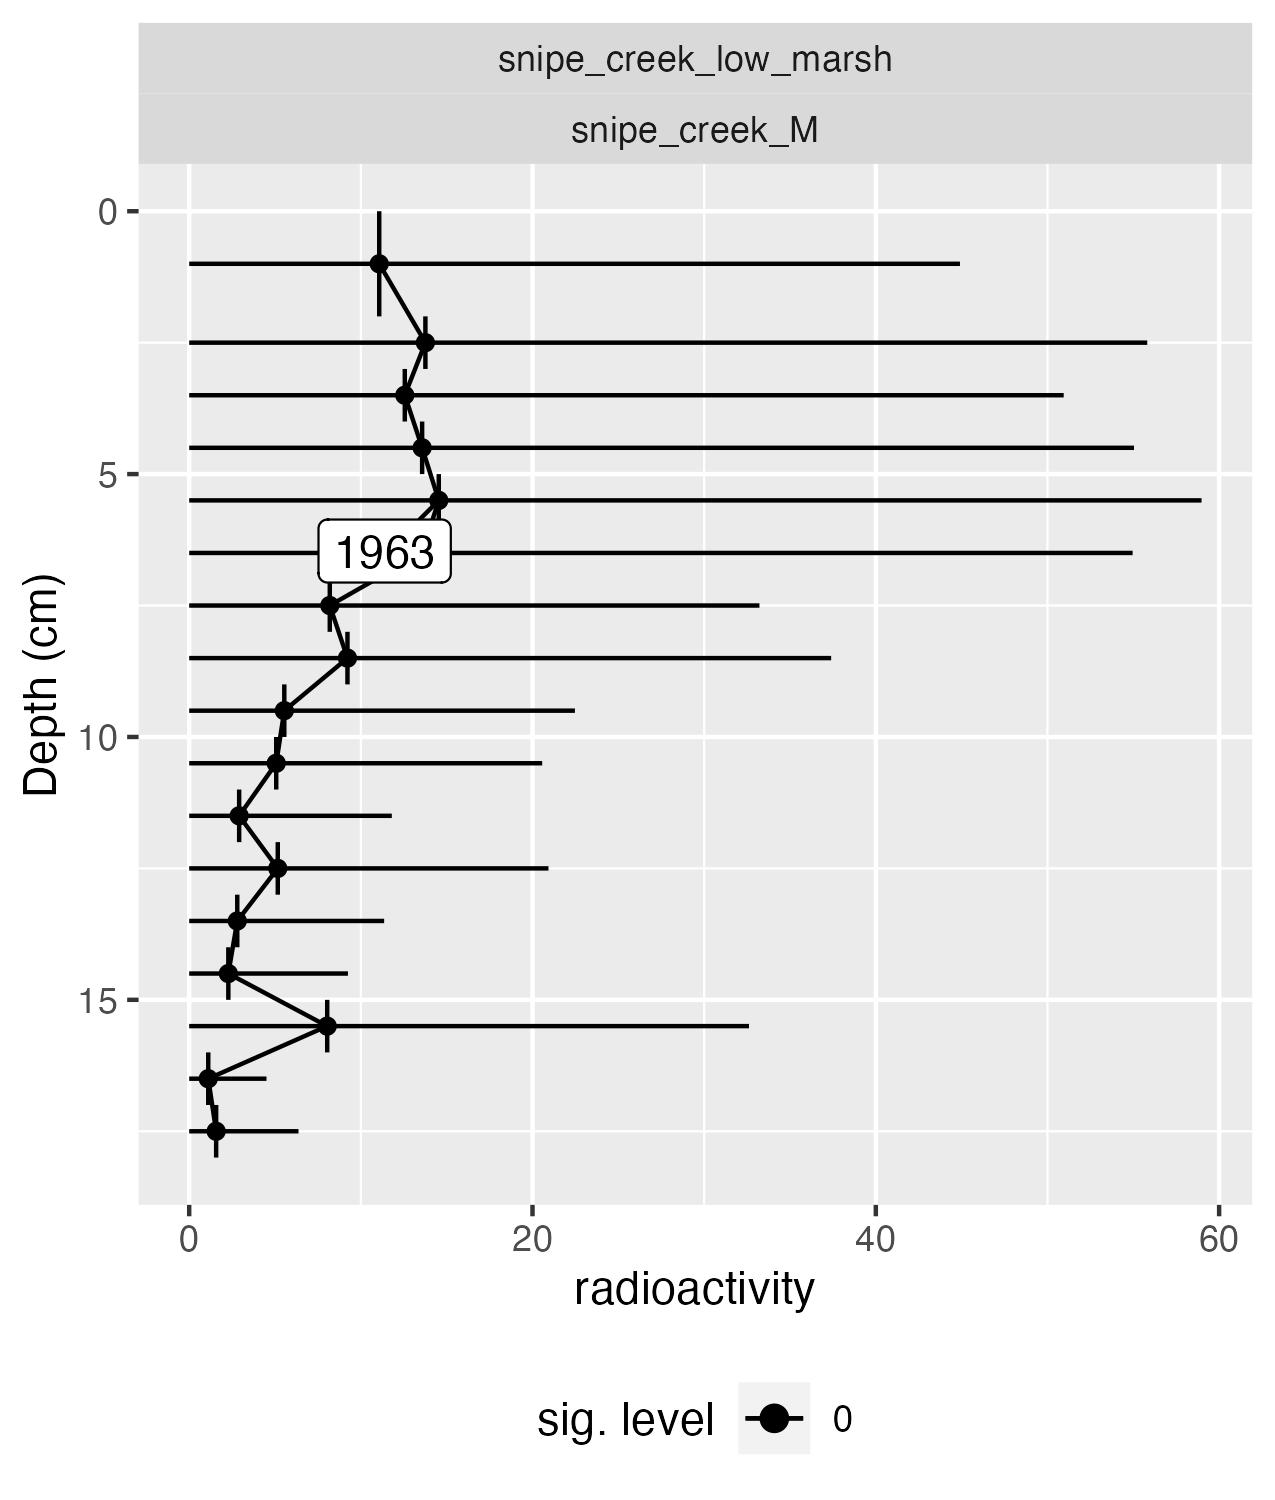 snipe_creek_low_marsh
snipe_creek_M
0
5
10
15
Depth (cm)
1963
0 20 40 60
radioactivity
sig. level 0